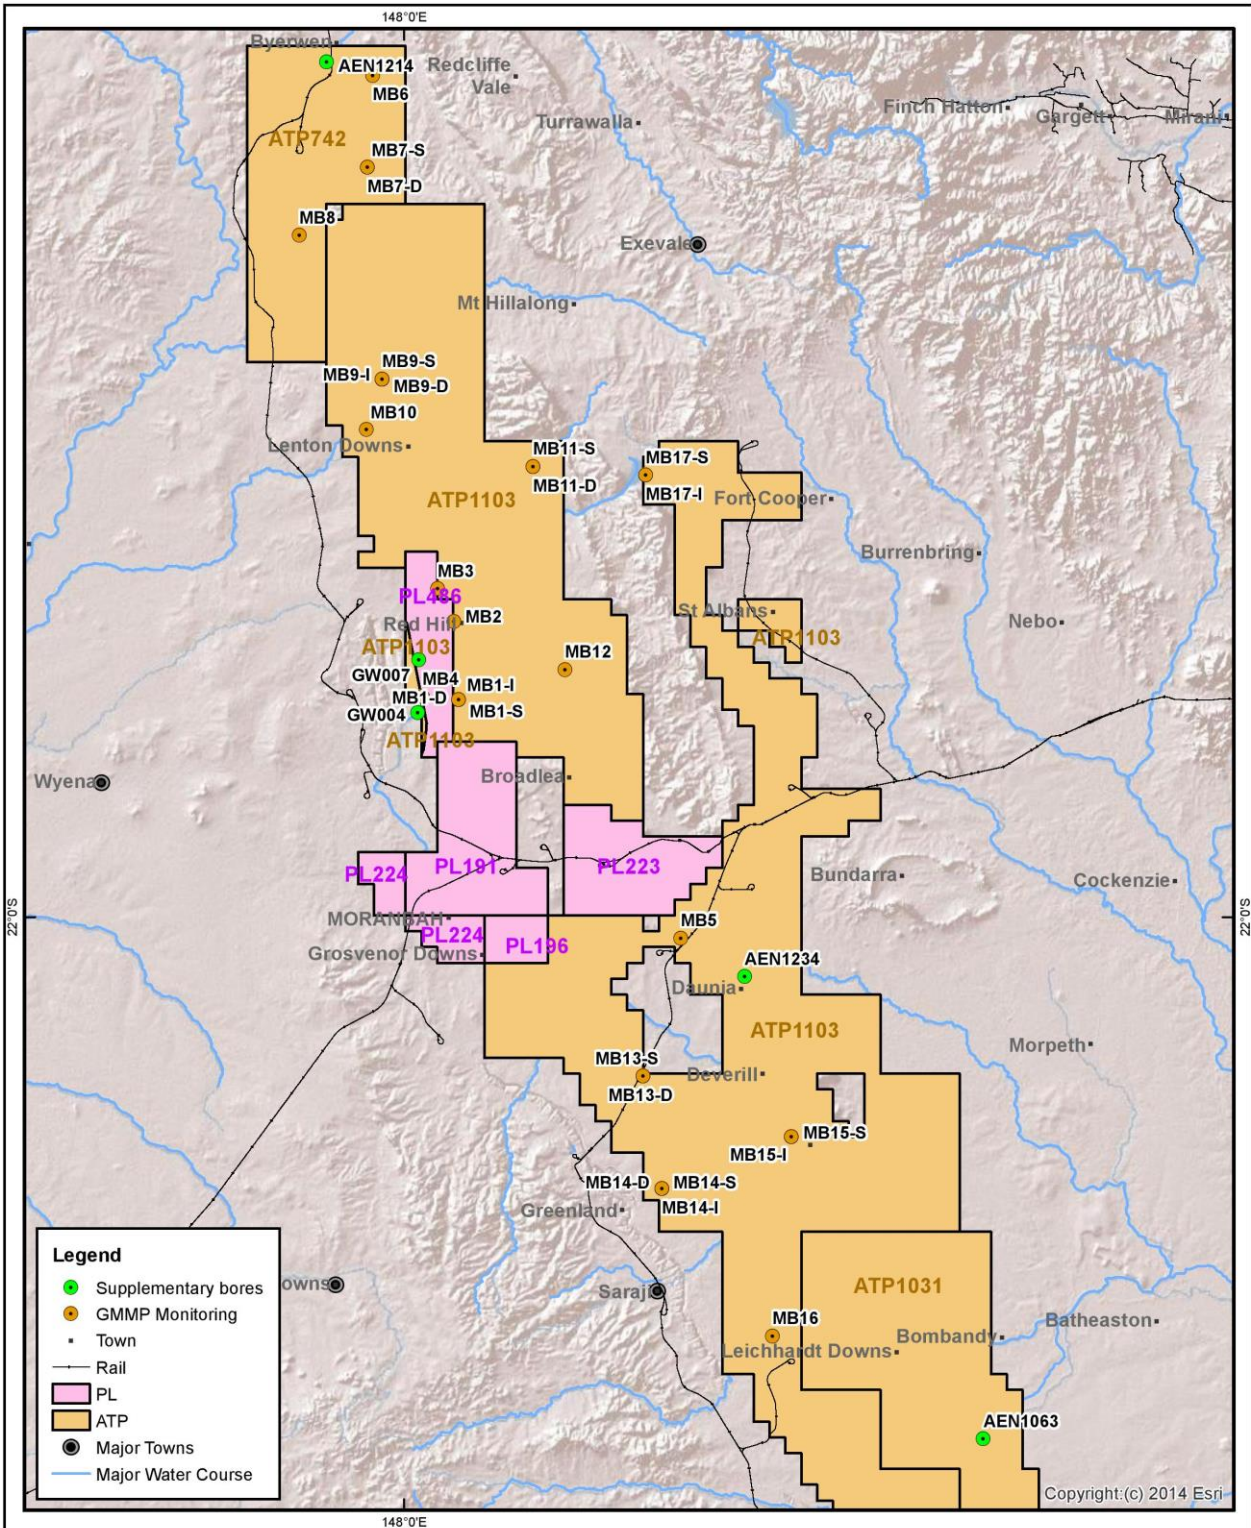 148°0'E
Byerwen
AEN1214
MB6
Redcliffe
Vale
Turrawalla
Finch Hatton
Gargett
Mirani
ATP742
MB7-S
MB7-D
MB8
Exevale
Mt Hillalong
MB9-S
MB9-I
MB9-D
MB10
Lenton Downs
MB11-S
MB11-D
MB17-S
MB17-I
ATP1103
Fort Cooper
Burrenbring
MB3
PL486
Red Hill
MB2
St Albans
ATP1103
Nebo
ATP1103
MB12
GW007
MB4
MB1-I
MB1-D
MB1-S
GW004
ATP1103
Broadlea
Wyena
PL224
PL191
PL223
Bundarra
Cockenzie
22°0'S
22°0'S
MORANBAH
PL224
PL196
Grosvenor Downs
MB5
AEN1234
Daunia
ATP1103
Morpeth
MB13-S
MB13-D
Deverill
MB15-S
MB15-I
MB14-D
MB14-S
MB14-I
Greenland
Saraji
ATP1031
MB16
Leichhardt Downs
Bombandy
Batheaston
AEN1063
owns
Legend
Supplementary bores
GMMP Monitoring
Town
Rail
PL
ATP
Major Towns
Major Water Course
Copyright:(c) 2014 Esri
148°0'E